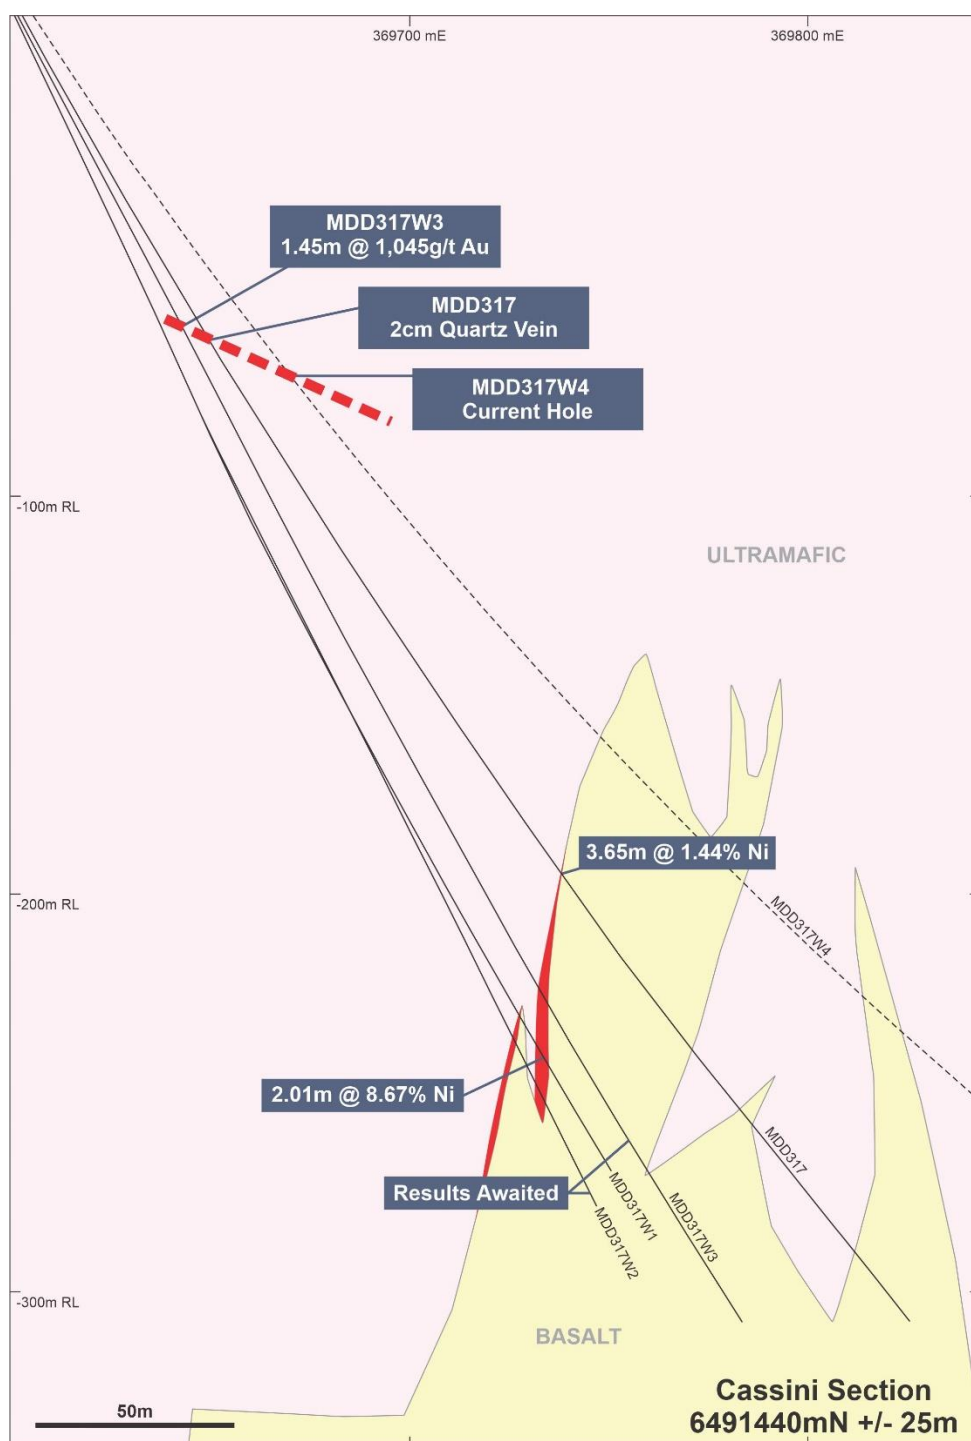 369700 mE
369800 mE
MDD317W3
1.45m @ 1,045g/t Au
MDD317
2cm Quartz Vein
MDD317W4
Current Hole
-100m RL
ULTRAMAFIC
3.65m @ 1.44% Ni
-200m RL
MDD317W4
2.01m @ 8.67% Ni
MDD317
Results Awaited
MDD317W1
MDD317W3
MDD317W2
-300m RL
BASALT
Cassini Section
6491440mN +/- 25m
50m